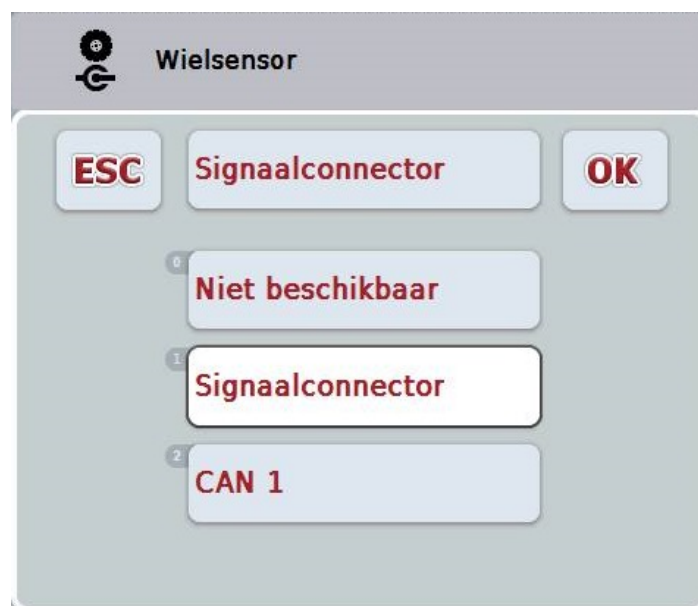 Wielsensor
ESC Signaalconnector OK
0
Niet beschikbaar
1
Signaalconnector
2
CAN 1